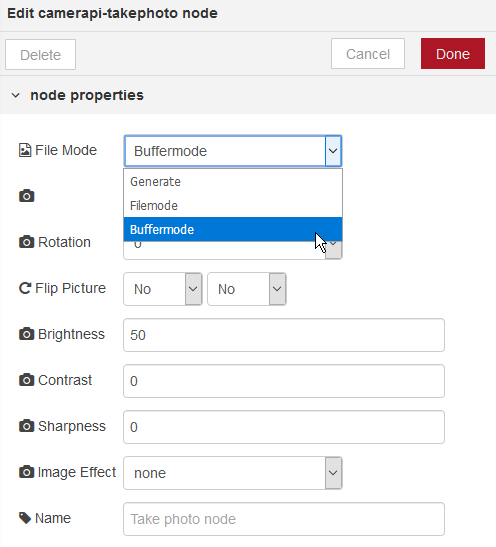 Edit camerapi-takephoto node
Delete Cancel Done
node properties
File Mode Buffermode
Generate
Filemode
Buffermode
Rotation 0
Flip Picture No No
Brightness 50
Contrast 0
Sharpness 0
Image Effect none
Name Take photo node